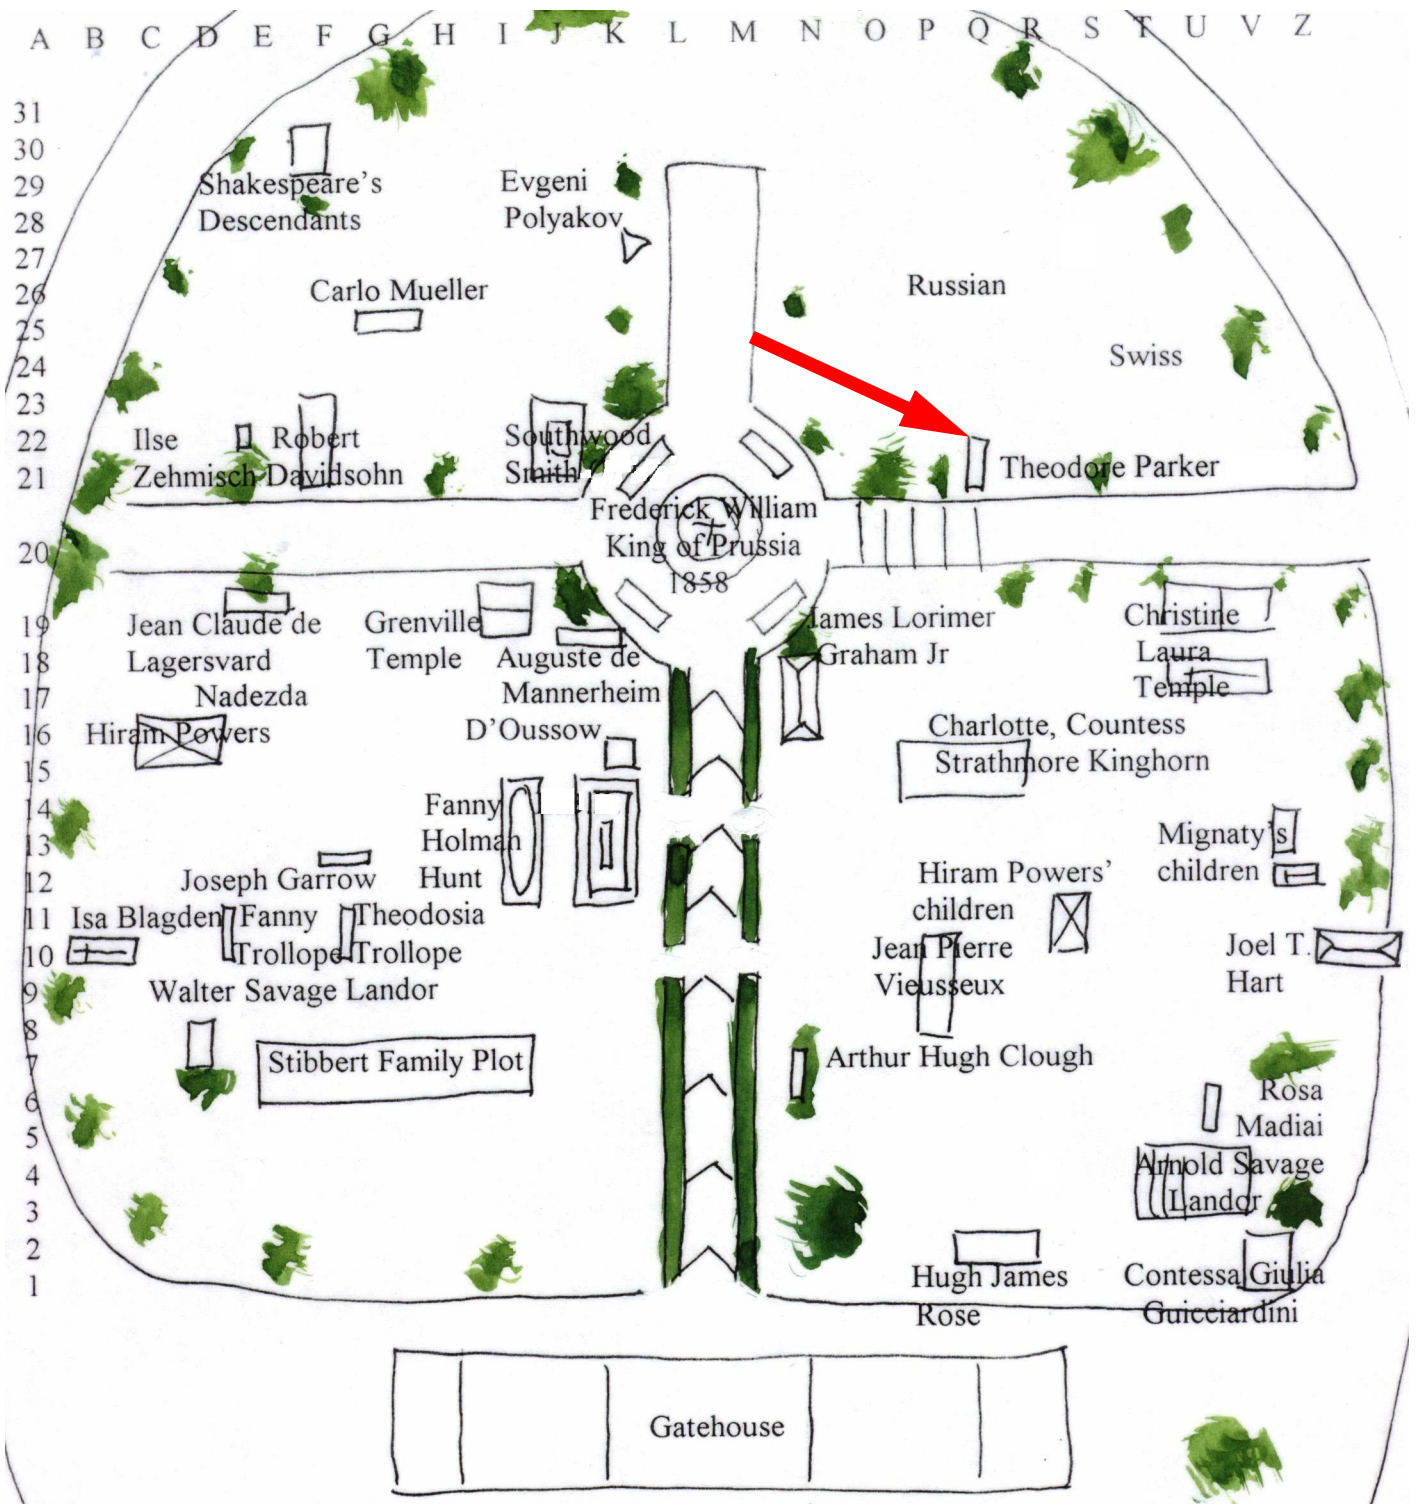 A B C D E F G H I J K L M N O P Q R S T U V Z
31
30
29
28
27
26
25
24
23
22
21
20
19
18
17
16
15
14
13
12
11
10
9
8
7
6
5
4
3
2
1
Shakespeare's
Descendants
Evgeni
Polyakov
Carlo Mueller
Russian
Swiss
Ilse
Zehmisch
Robert
Davidsohn
Southwood
Smith
Theodore Parker
Frederick William
King of Prussia
1858
Jean Claude de
Lagersvard
Grenville
Temple
Auguste de
Mannerheim
James Lorimer
Graham Jr
Christine
Laura
Temple
Nadezda
Hiram Powers
D'Oussow
Charlotte, Countess
Strathmore Kinghorn
Fanny
Holman
Hunt
Mignaty's
children
Joseph Garrow
Hiram Powers'
children
Isa Blagden
Fanny
Trollope
Theodosia
Trollope
Jean Pierre
Vieusseux
Joel T.
Hart
Walter Savage Landor
Stibbert Family Plot
Arthur Hugh Clough
Rosa
Madiai
Arnold Savage
Landor
Hugh James
Rose
Contessa Giulia
Guicciardini
Gatehouse